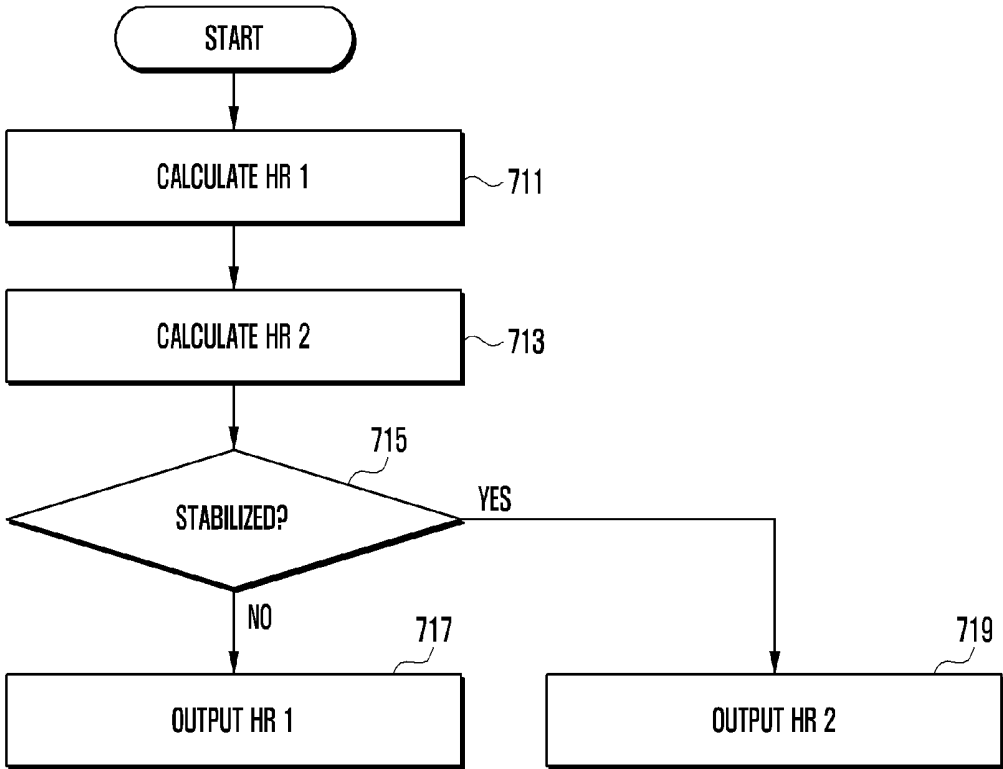 START
CALCULATE HR 1
711
CALCULATE HR 2
713
715
STABILIZED?
YES
NO
717
719
OUTPUT HR 1
OUTPUT HR 2